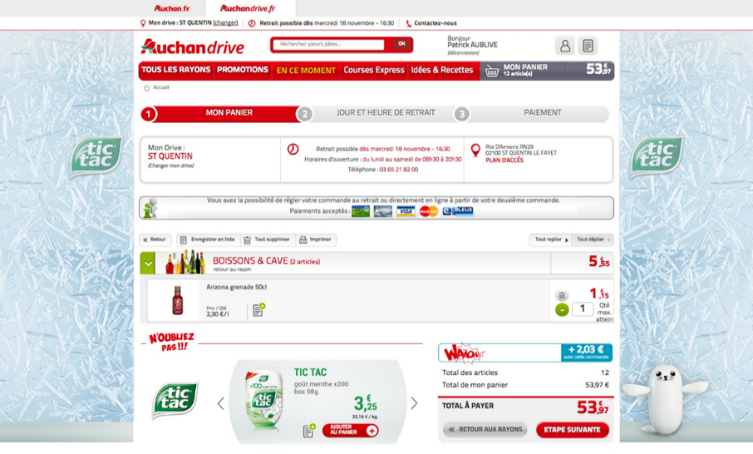 Auchan.fr
Auchandrive.fr
Mon drive : ST QUENTIN (changer)
Retrait possible dès mercredi 18 novembre - 16:30
Contactez-nous
Auchan drive
Rechercher yaourt, pâtes...
OK
Bonjour
Patrick AUBLIVE
(déconnexion)
TOUS LES RAYONS
PROMOTIONS
EN CE MOMENT
Courses Express
Idées & Recettes
MON PANIER
12 article(s)
53,€97
Accueil
1
MON PANIER
2
JOUR ET HEURE DE RETRAIT
3
PAIEMENT
tic tac
tic tac
Mon Drive :
ST QUENTIN
(Changer mon drive)
Retrait possible dès mercredi 18 novembre - 16:30
Horaires d'ouverture : du lundi au samedi de 08h30 à 20h30
Téléphone : 03 65 21 82 00
Rte D'Amiens RN29
02100 ST QUENTIN LE FAYET
PLAN D'ACCÈS
Vous avez la possibilité de régler votre commande au retrait ou directement en ligne à partir de votre deuxième commande.
Paiements acceptés :
VISA
Retour
Enregistrer en liste
Tout supprimer
Imprimer
Tout replier
Tout déplier
BOISSONS & CAVE (2 articles)
retour au rayon
5,€55
Arizona grenade 50cl
Prix / Qté
2,30 €/l
1,€15
1
Qté
max.
attein
N'OUBLIEZ
PAS !!!
tic tac
TIC TAC
goût menthe x200
box 98g.
3,€25
33,16 € / kg
AJOUTER
AU PANIER
WAAOH
+ 2,03 €
avec cette commande
Total des articles
12
Total de mon panier
53,97 €
TOTAL À PAYER
53,€97
RETOUR AUX RAYONS
ETAPE SUIVANTE